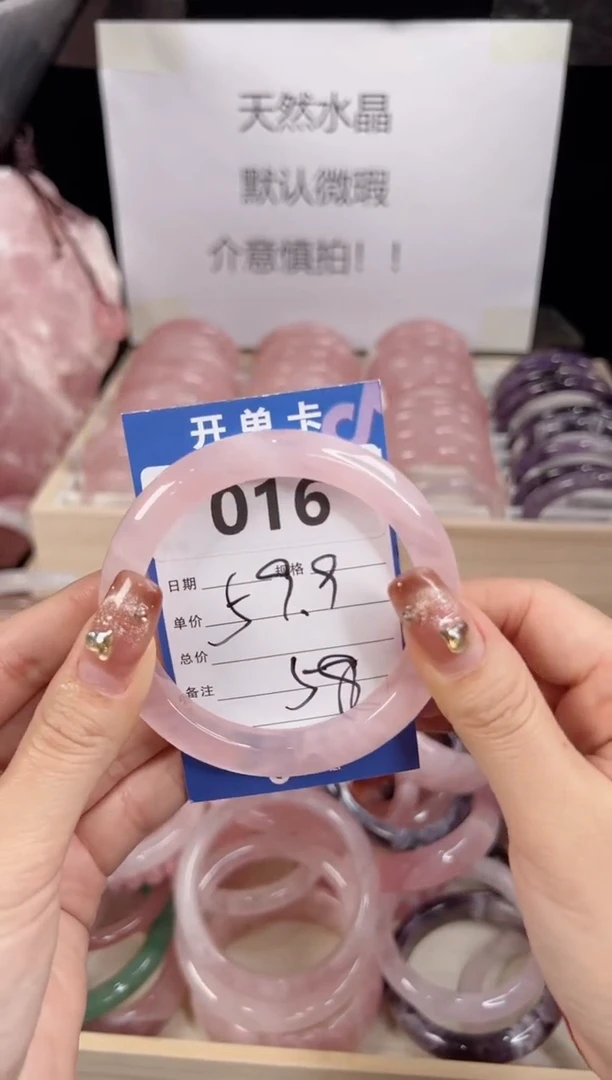 天然水晶
默认微瑕
介意慎拍！！
开单卡
016
日期 规格
59.9
单价
总价
58
备注